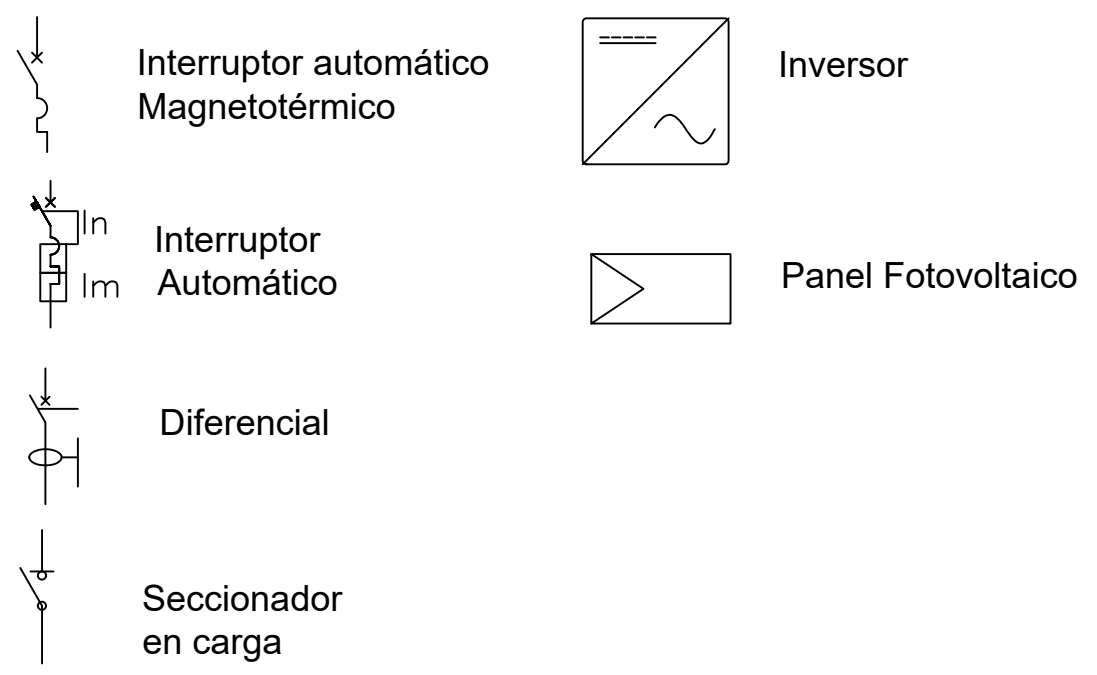 Interruptor automático
Magnetotérmico
In
Im
Interruptor
Automático
Diferencial
Seccionador
en carga
Inversor
Panel Fotovoltaico